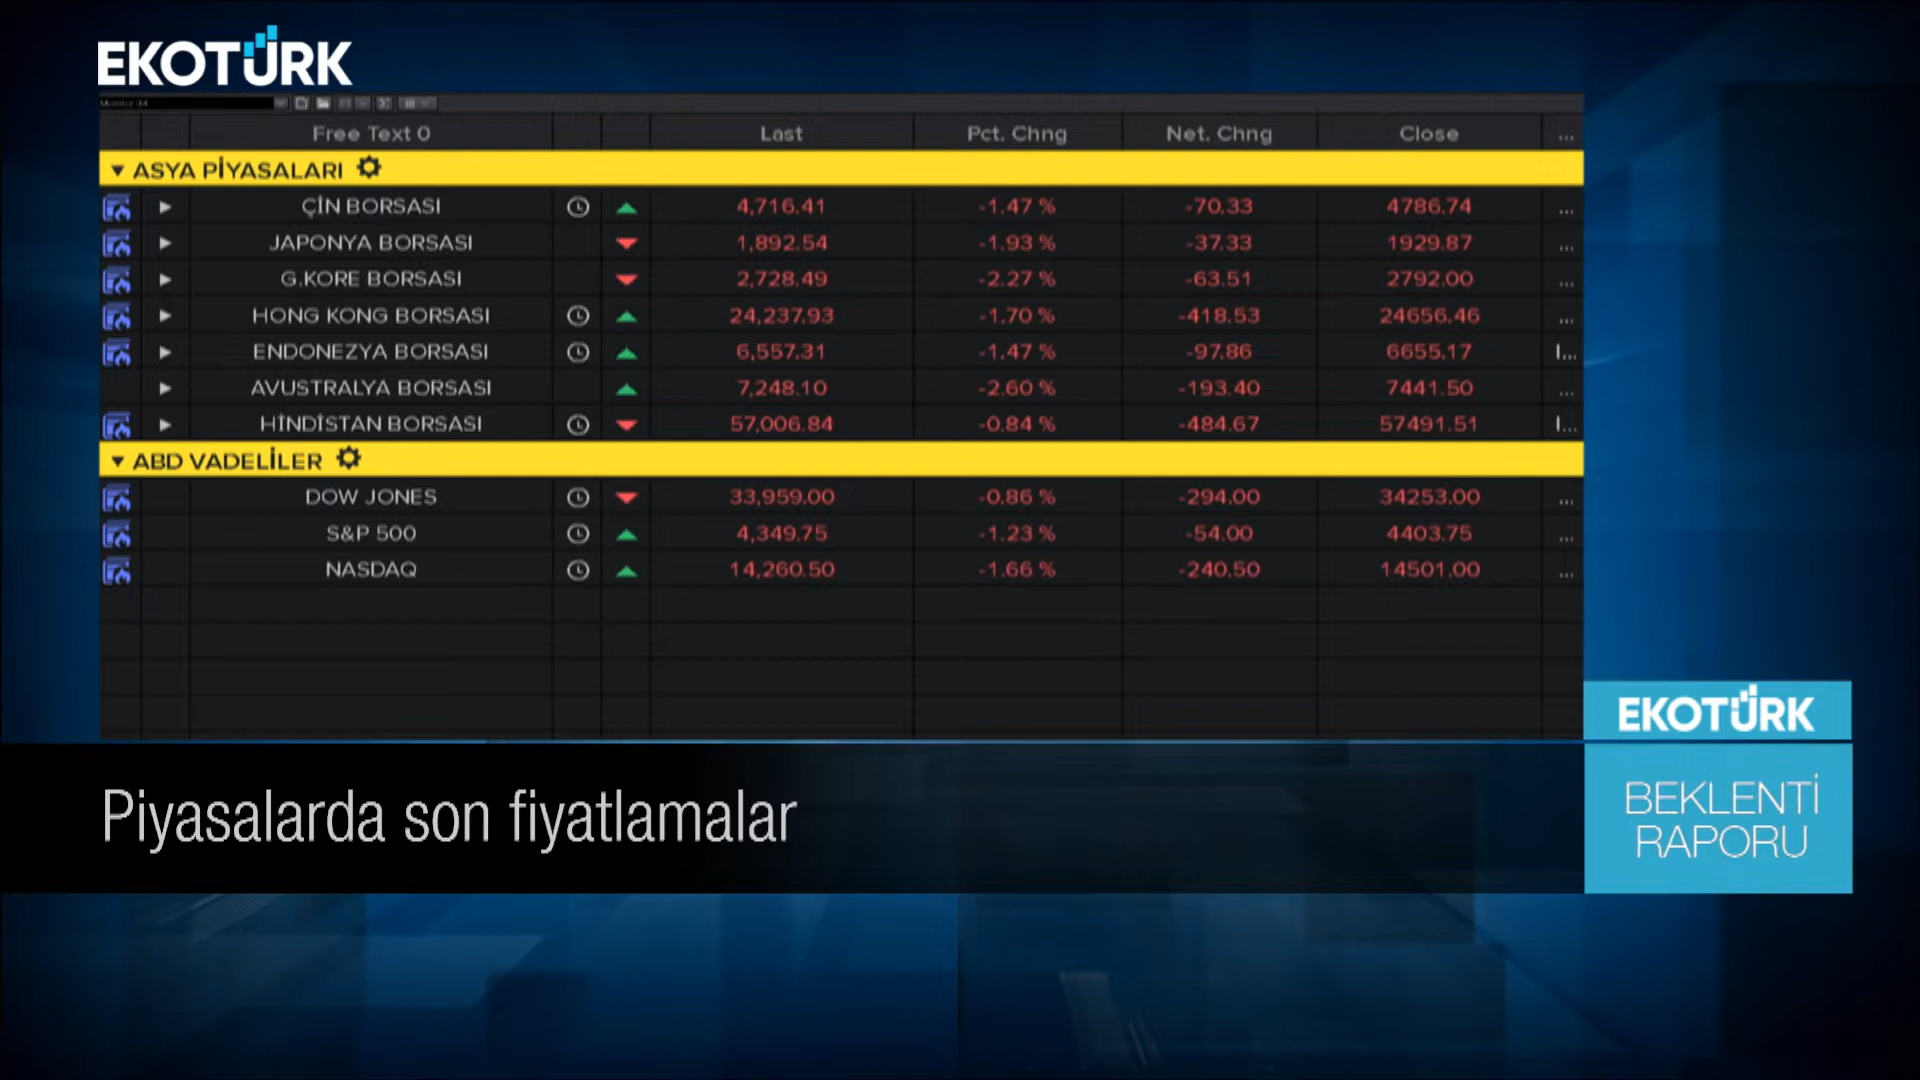 EKOTÜRK
Monitor 34
Free Text 0 Last Pct. Chng Net. Chng Close ...
▼ ASYA PİYASALARI
ÇİN BORSASI 4,716.41 -1.47 % -70.33 4786.74 ...
JAPONYA BORSASI 1,892.54 -1.93 % -37.33 1929.87 ...
G.KORE BORSASI 2,728.49 -2.27 % -63.51 2792.00 ...
HONG KONG BORSASI 24,237.93 -1.70 % -418.53 24656.46 ...
ENDONEZYA BORSASI 6,557.31 -1.47 % -97.86 6655.17 I...
AVUSTRALYA BORSASI 7,248.10 -2.60 % -193.40 7441.50 ...
HİNDİSTAN BORSASI 57,006.84 -0.84 % -484.67 57491.51 I...
▼ ABD VADELİLER
DOW JONES 33,959.00 -0.86 % -294.00 34253.00 ...
S&P 500 4,349.75 -1.23 % -54.00 4403.75 ...
NASDAQ 14,260.50 -1.66 % -240.50 14501.00 ...
EKOTÜRK
Piyasalarda son fiyatlamalar
BEKLENTİ
RAPORU